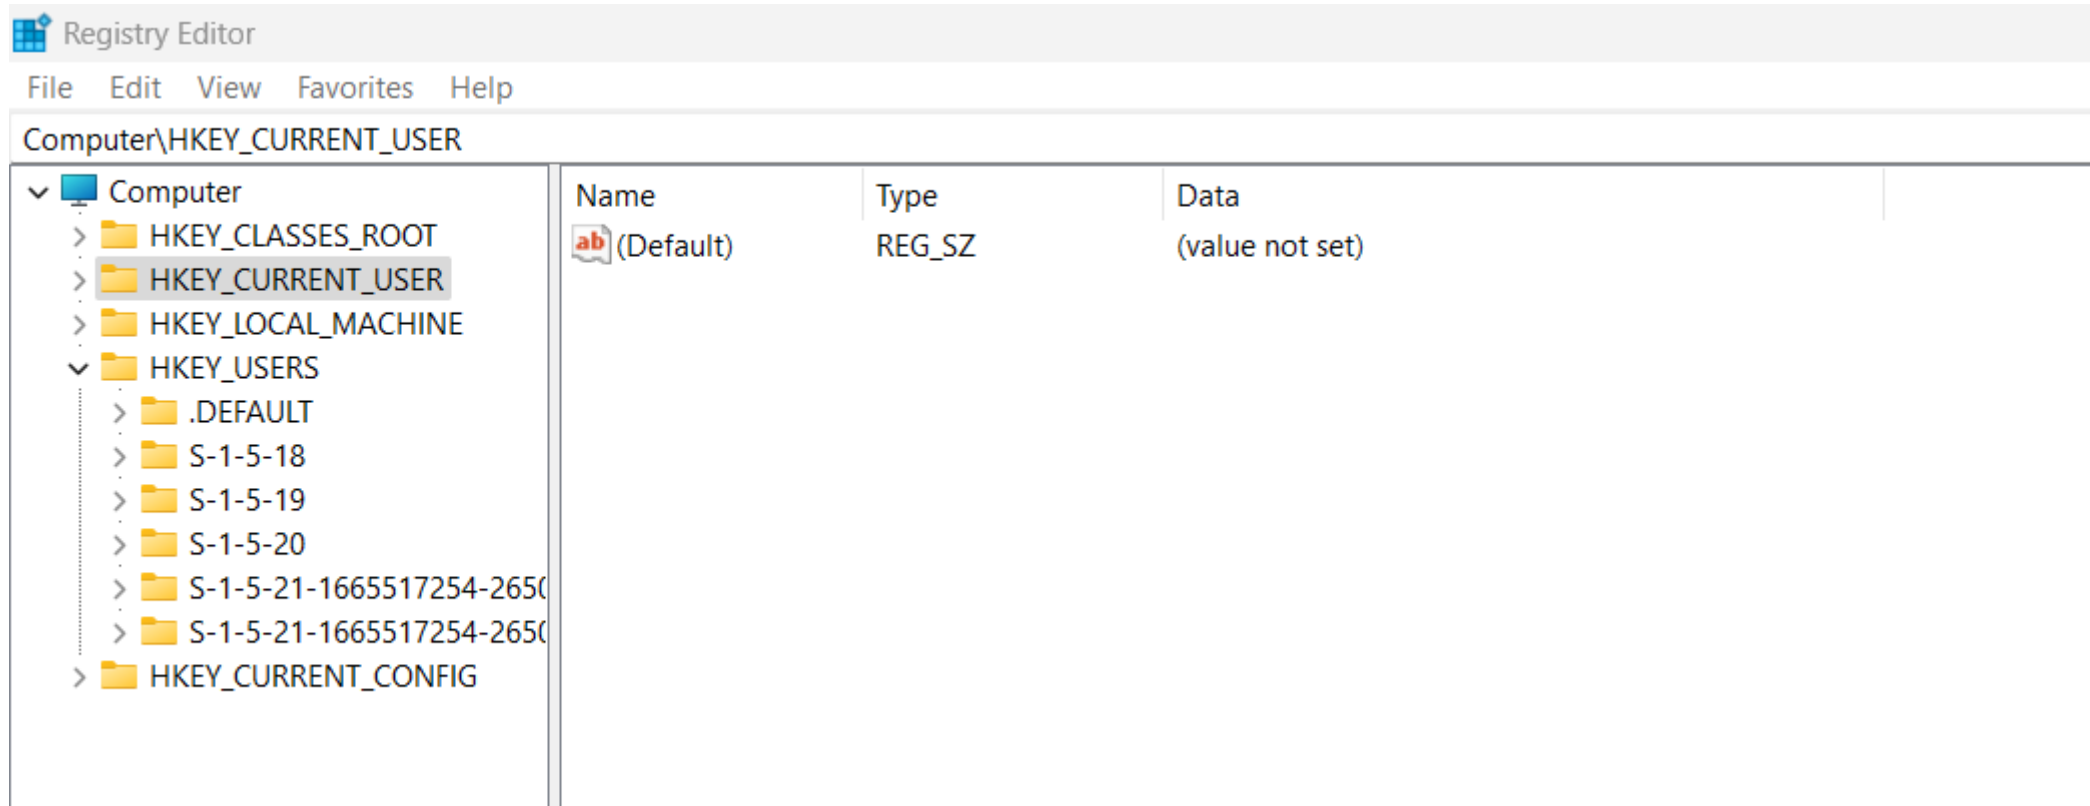 Registry Editor
File Edit View Favorites Help
Computer\HKEY_CURRENT_USER
Computer
HKEY_CLASSES_ROOT
HKEY_CURRENT_USER
HKEY_LOCAL_MACHINE
HKEY_USERS
.DEFAULT
S-1-5-18
S-1-5-19
S-1-5-20
S-1-5-21-1665517254-265
S-1-5-21-1665517254-265
HKEY_CURRENT_CONFIG
Name Type Data
ab (Default) REG_SZ (value not set)